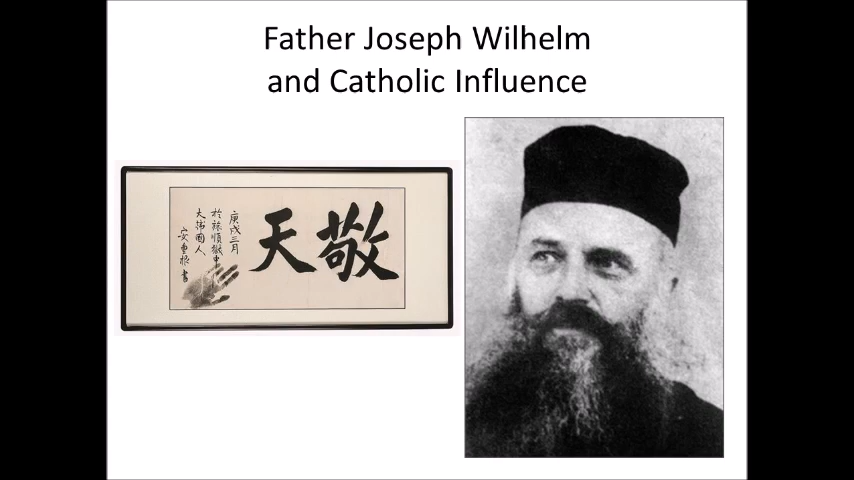 Father Joseph Wilhelm
and Catholic Influence
敬天
庚戌三月
於旅順獄中
大韓國人
安重根 書